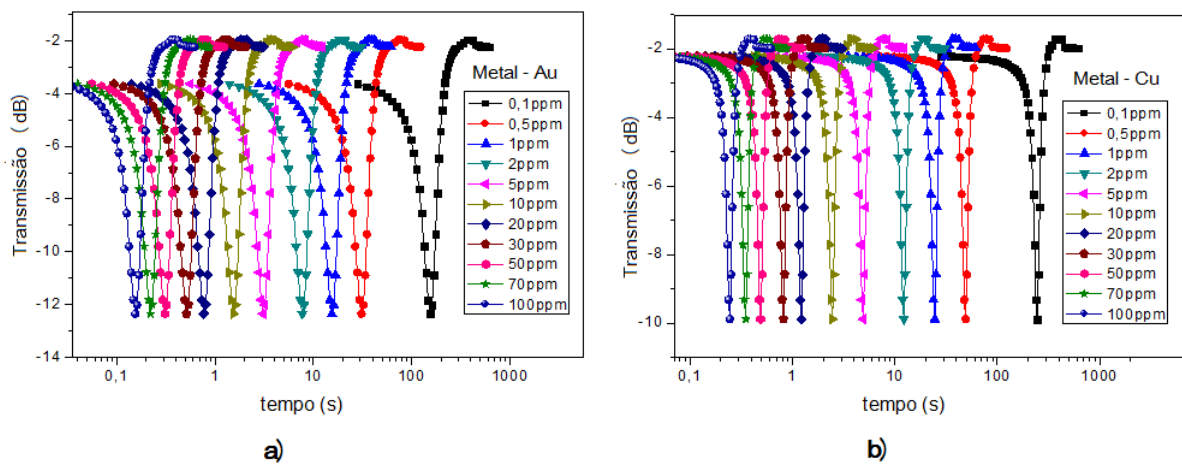 Metal - Au
0,1ppm
0,5ppm
1ppm
2ppm
5ppm
10ppm
20ppm
30ppm
50ppm
70ppm
100ppm
Transmissão (dB)
-2
-4
-6
-8
-10
-12
-14
0,1
1
10
100
1000
tempo (s)
a)
Metal - Cu
0,1ppm
0,5ppm
1ppm
2ppm
5ppm
10ppm
20ppm
30ppm
50ppm
70ppm
100ppm
Transmissão (dB)
-2
-4
-6
-8
-10
0,1
1
10
100
1000
tempo (s)
b)